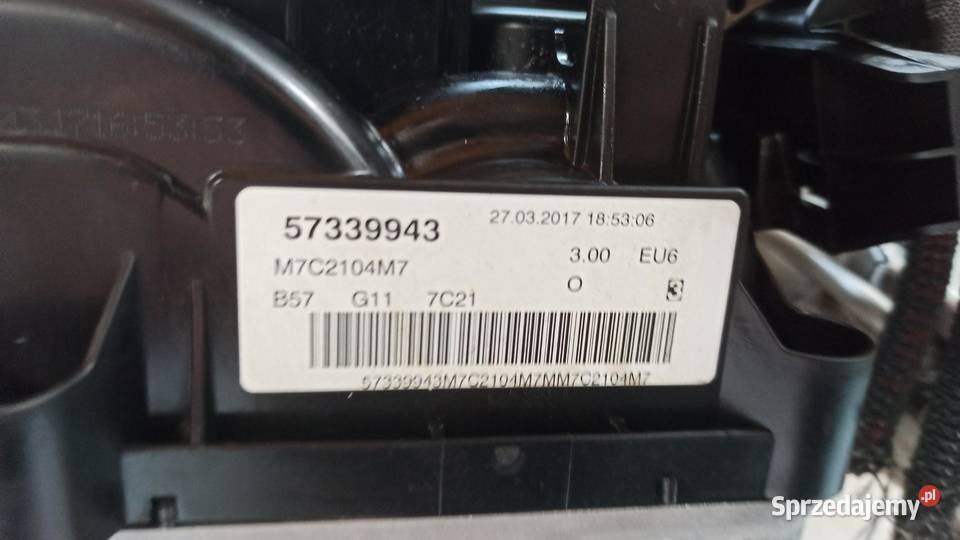 57339943 27.03.2017 18:53:06
M7C2104M7 3.00 EU6
B57 G11 7C21 O 3
57339943M7C2104M7MM7C2104M7
Sprzedajemy.pl